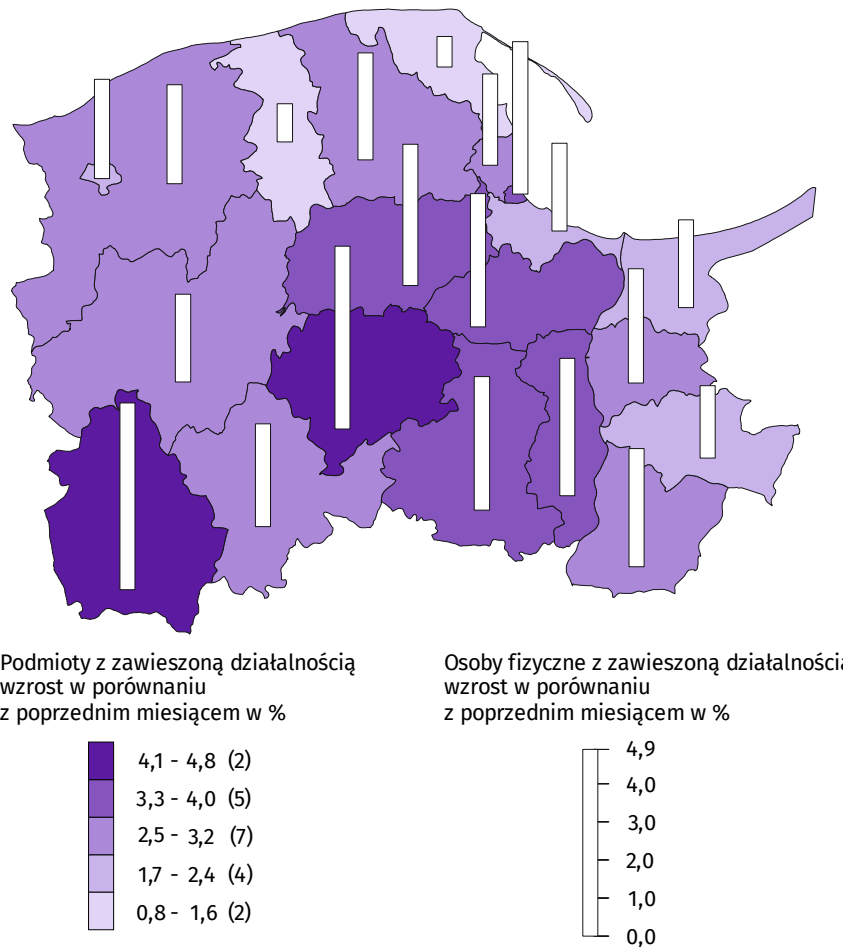 Podmioty z zawieszoną działalnością
wzrost w porównaniu
z poprzednim miesiącem w %
4,1 - 4,8 (2)
3,3 - 4,0 (5)
2,5 - 3,2 (7)
1,7 - 2,4 (4)
0,8 - 1,6 (2)
Osoby fizyczne z zawieszoną działalnością
wzrost w porównaniu
z poprzednim miesiącem w %
4,9
4,0
3,0
2,0
1,0
0,0